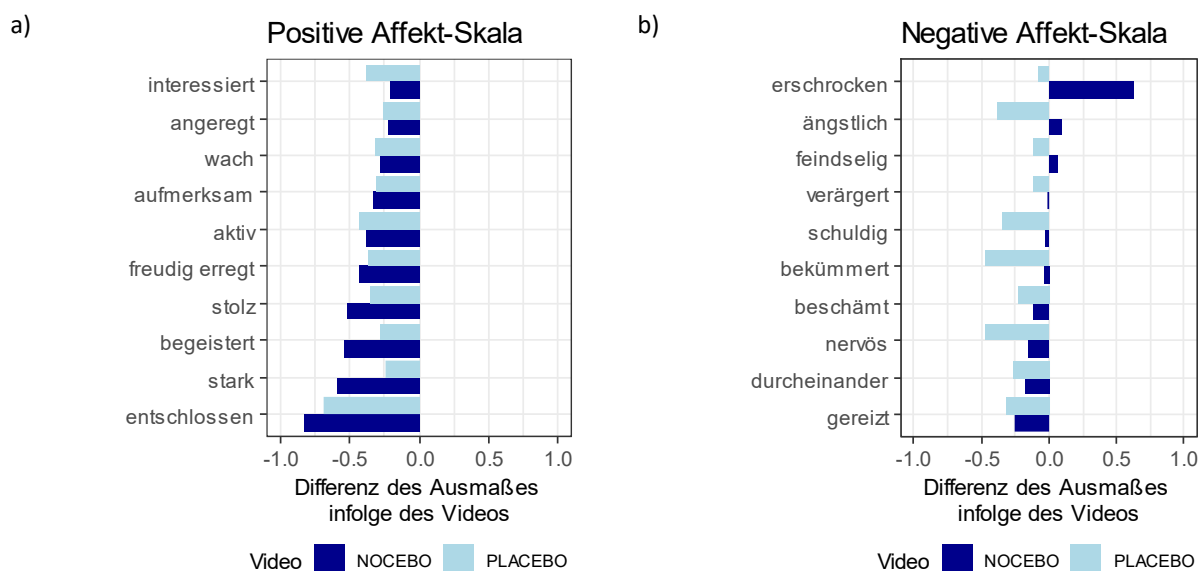 a)
Positive Affekt-Skala
interessiert
angeregt
wach
aufmerksam
aktiv
freudig erregt
stolz
begeistert
stark
entschlossen
-1.0 -0.5 0.0 0.5 1.0
Differenz des Ausmaßes
infolge des Videos
Video NOCEBO PLACEBO
b)
Negative Affekt-Skala
erschrocken
ängstlich
feindselig
verärgert
schuldig
bekümmert
beschämt
nervös
durcheinander
gereizt
-1.0 -0.5 0.0 0.5 1.0
Differenz des Ausmaßes
infolge des Videos
Video NOCEBO PLACEBO